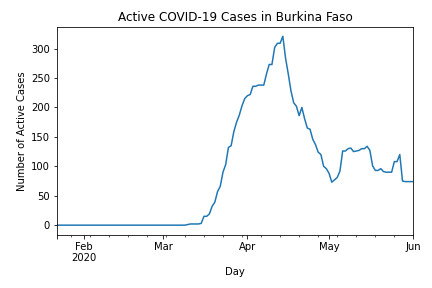 Active COVID-19 Cases in Burkina Faso
Number of Active Cases
300
250
200
150
100
50
0
Feb Mar Apr May Jun
2020
Day